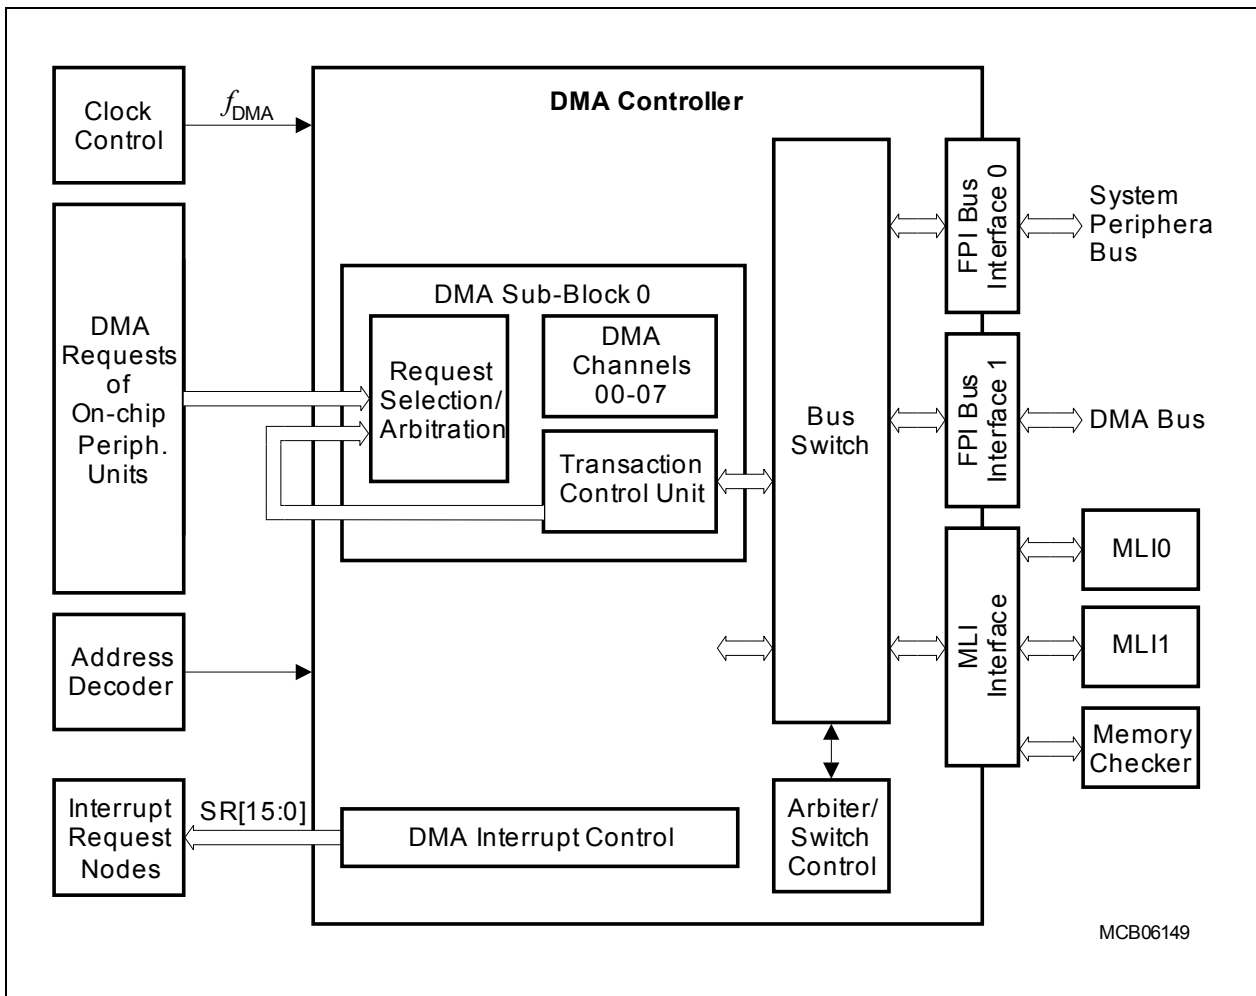 DMA Controller
Clock
Control
fDMA
DMA
Requests
of
On-chip
Periph.
Units
Address
Decoder
Interrupt
Request
Nodes
SR[15:0]
DMA Sub-Block 0
Request
Selection/
Arbitration
DMA
Channels
00-07
Transaction
Control Unit
DMA Interrupt Control
Bus
Switch
Arbiter/
Switch
Control
FPI Bus
Interface 0
FPI Bus
Interface 1
MLI
Interface
System
Periphera
Bus
DMA Bus
MLI0
MLI1
Memory
Checker
MCB06149